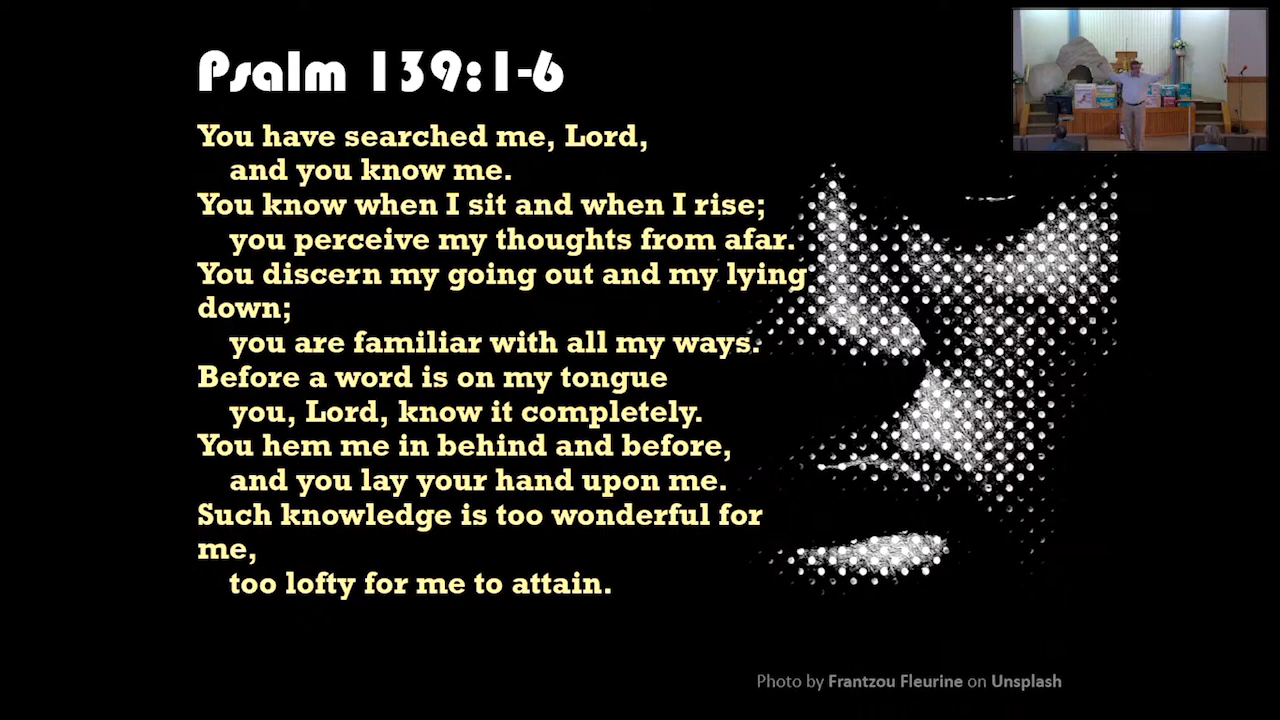 Psalm 139:1-6
You have searched me, Lord,
and you know me.
You know when I sit and when I rise;
you perceive my thoughts from afar.
You discern my going out and my lying
down;
you are familiar with all my ways.
Before a word is on my tongue
you, Lord, know it completely.
You hem me in behind and before,
and you lay your hand upon me.
Such knowledge is too wonderful for
me,
too lofty for me to attain.
Photo by Frantzou Fleurine on Unsplash